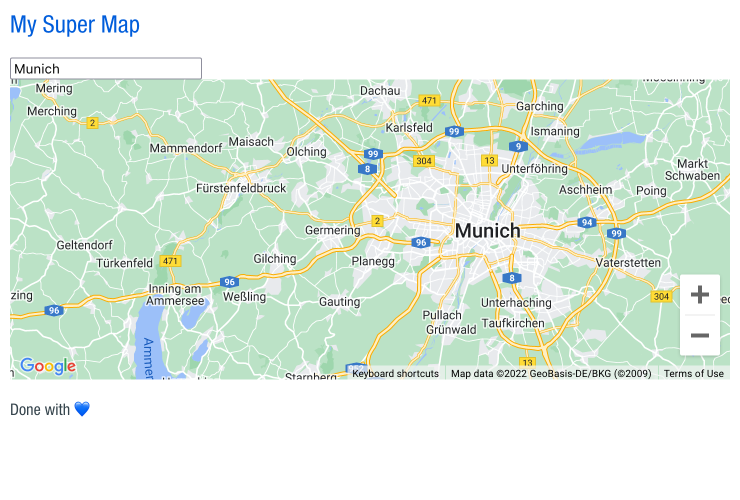 My Super Map
Munich
Mering
Dachau
471
Garching
Merching
2
Karlsfeld
99
Ismaning
Mammendorf
Maisach
Olching
99
304
13
9
8
Unterföhring
Markt
Schwaben
Fürstenfeldbruck
Aschheim
Poing
2
94
Germering
Munich
99
Geltendorf
96
Türkenfeld
471
Gilching
Planegg
Vaterstetten
Inning am
Ammersee
96
Weßling
8
304
zing
96
Gauting
Unterhaching
Pullach
Taufkirchen
Grünwald
Ammer
13
Google
Starnberg
Keyboard shortcuts
Map data ©2022 GeoBasis-DE/BKG (©2009)
Terms of Use
Done with 💙